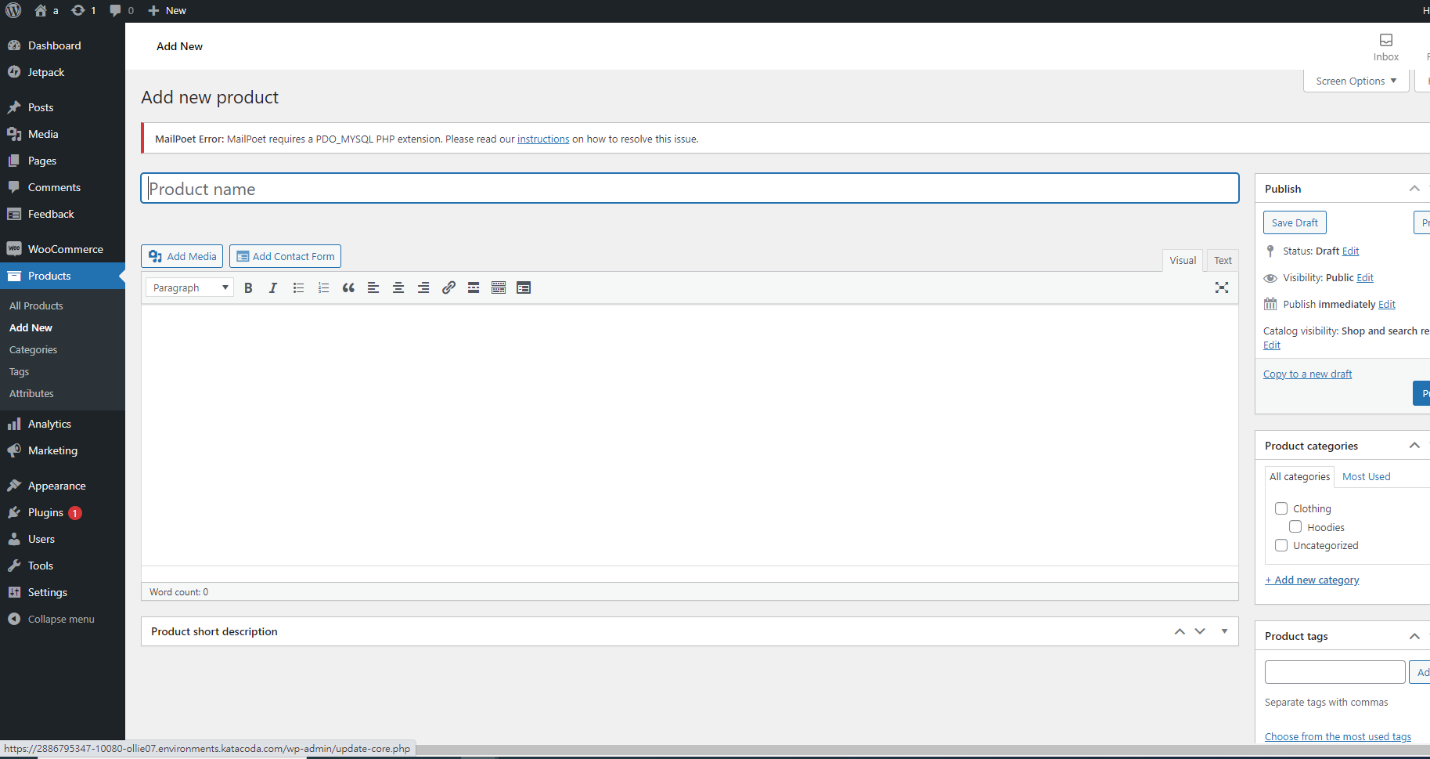 a 1 0 New
H
Dashboard
Jetpack
Posts
Media
Pages
Comments
Feedback
WooCommerce
Products
All Products
Add New
Categories
Tags
Attributes
Analytics
Marketing
Appearance
Plugins 1
Users
Tools
Settings
Collapse menu
Add New
Inbox
Screen Options
Add new product
MailPoet Error: MailPoet requires a PDO_MYSQL PHP extension. Please read our instructions on how to resolve this issue.
Product name
Add Media
Add Contact Form
Visual
Text
Paragraph
B I
Word count: 0
Product short description
Publish
Save Draft
Status: Draft Edit
Visibility: Public Edit
Publish immediately Edit
Catalog visibility: Shop and search re
Edit
Copy to a new draft
Product categories
All categories
Most Used
Clothing
Hoodies
Uncategorized
+ Add new category
Product tags
Ad
Separate tags with commas
Choose from the most used tags
https://2886795347-10080-ollie07.environments.katacoda.com/wp-admin/update-core.php